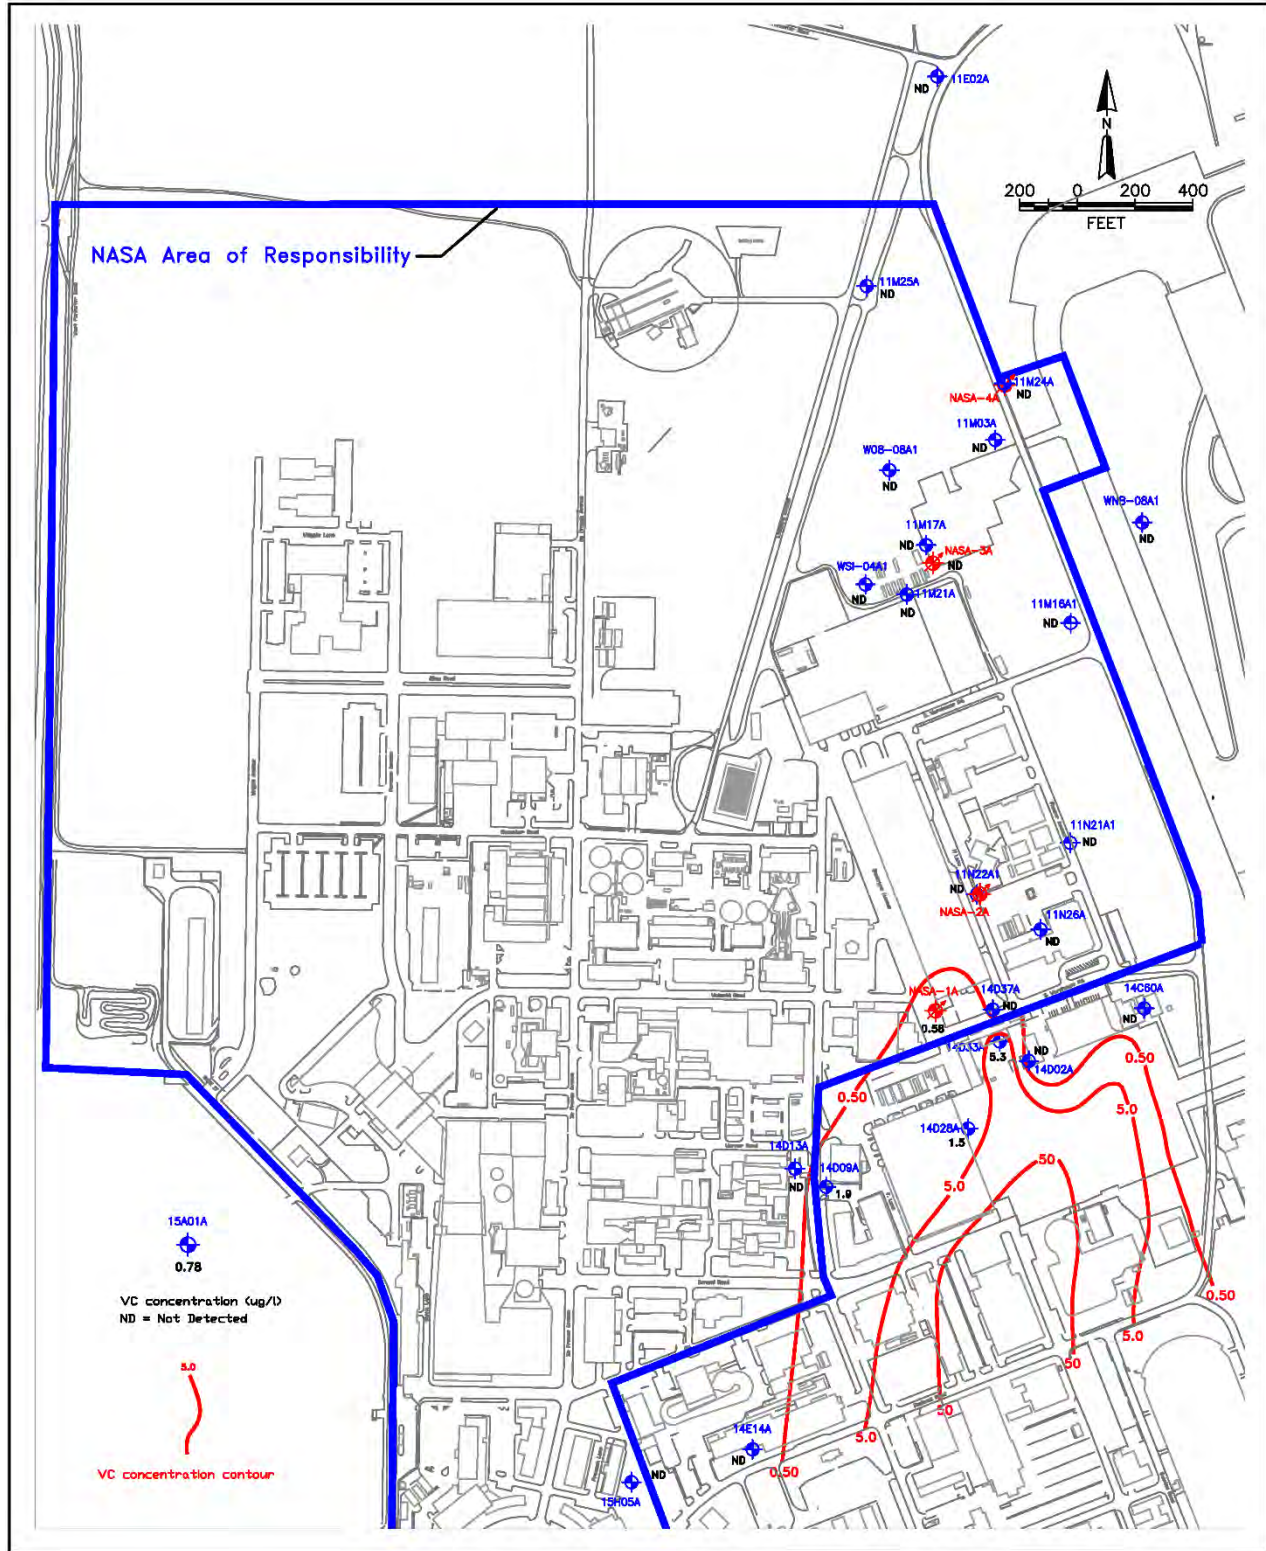 11E02A
ND
N
200 0 200 400
FEET
NASA Area of Responsibility
11M25A
ND
11M24A
NASA-4A
ND
11M03A
ND
W08-08A1
ND
WNB-08A1
ND
11M17A
ND
NASA-3A
ND
WSI-04A1
ND
11M21A
ND
11M16A1
ND
11N21A1
ND
11N22A1
ND
NASA-2A
11N26A
ND
NASA-1A
0.58
14D37A
ND
14C60A
ND
14D33A
5.3
ND
14D02A
0.50
0.50
5.0
14D28A
1.5
14D13A
ND
14D09A
1.9
50
5.0
50
50
15A01A
0.78
VC concentration (ug/l)
ND = Not Detected
0.50
5.0
50
50
5.0
5.0
VC concentration contour
14E14A
ND
0.50
ND
15H05A